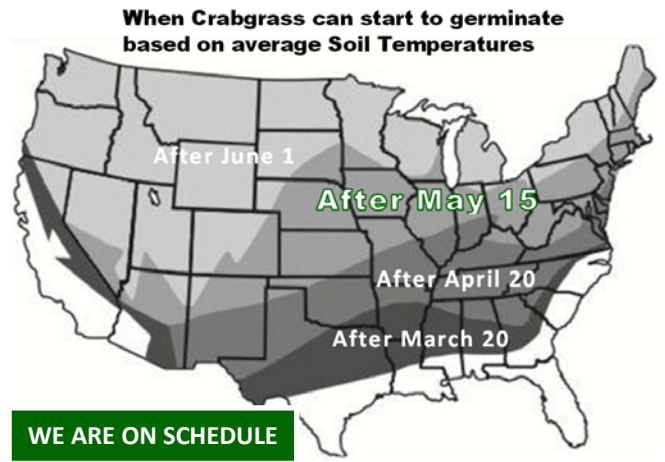 When Crabgrass can start to germinate
based on average Soil Temperatures
After June 1
After May 15
After April 20
After March 20
WE ARE ON SCHEDULE